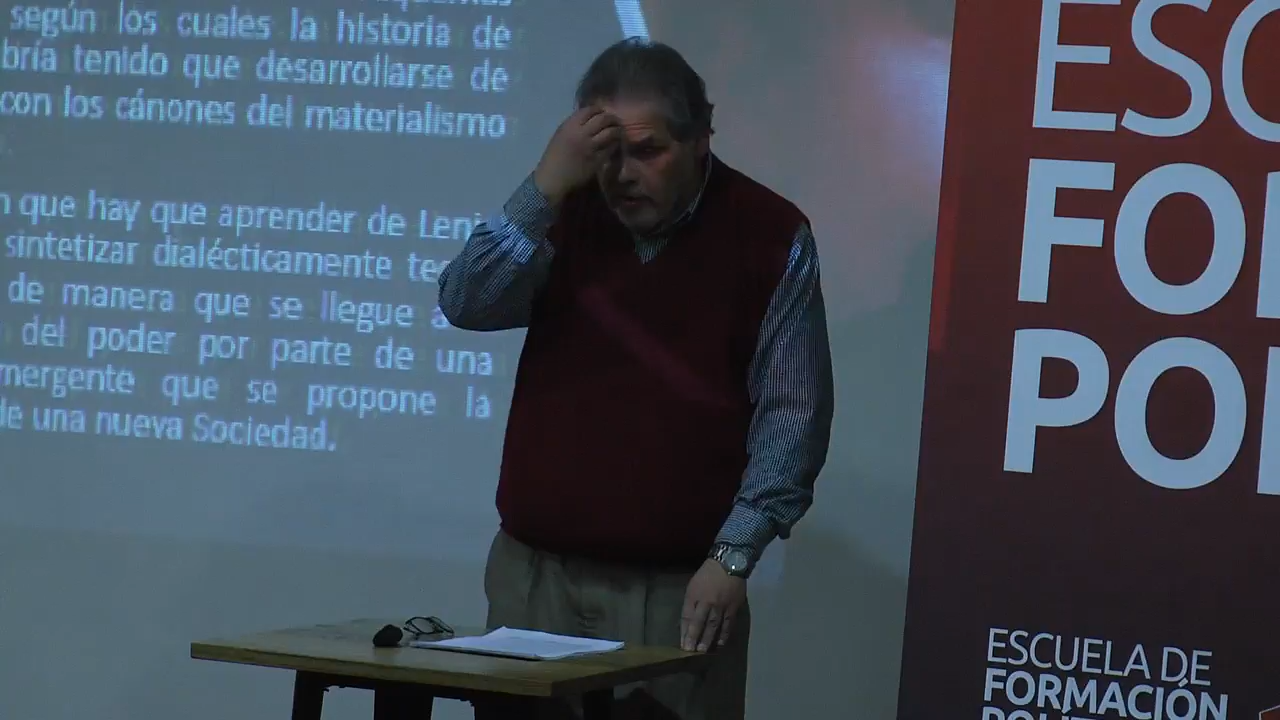 según los cuales la historia de
bría tenido que desarrollarse de
con los cánones del materialismo
n que hay que aprender de Leni
sintetizar dialécticamente te
de manera que se llegue a
del poder por parte de una
mergente que se propone la
de una nueva Sociedad.
ESC
FO
PO
ESCUELA DE
FORMACIÓN
POLÍT